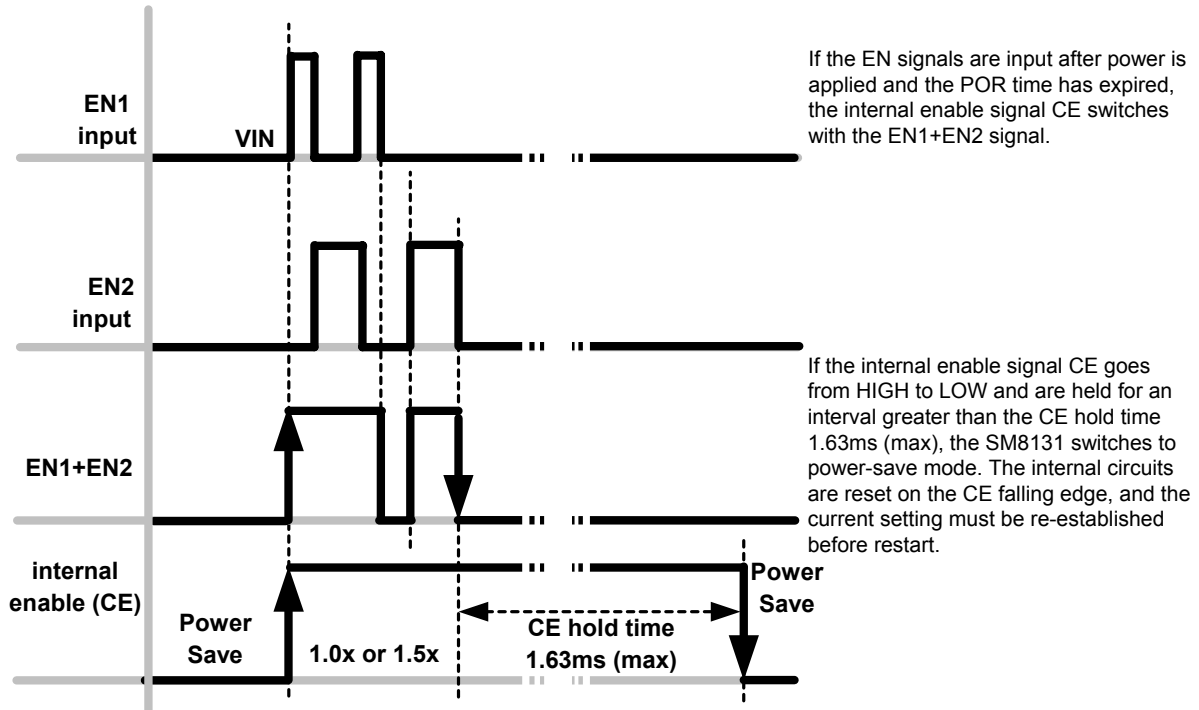 If the EN signals are input after power is
applied and the POR time has expired,
the internal enable signal CE switches
with the EN1+EN2 signal.
EN1
input
VIN
EN2
input
If the internal enable signal CE goes
from HIGH to LOW and are held for an
interval greater than the CE hold time
1.63ms (max), the SM8131 switches to
power-save mode. The internal circuits
are reset on the CE falling edge, and the
current setting must be re-established
before restart.
EN1+EN2
internal
enable (CE)
Power
Save
1.0x or 1.5x
CE hold time
1.63ms (max)
Power
Save